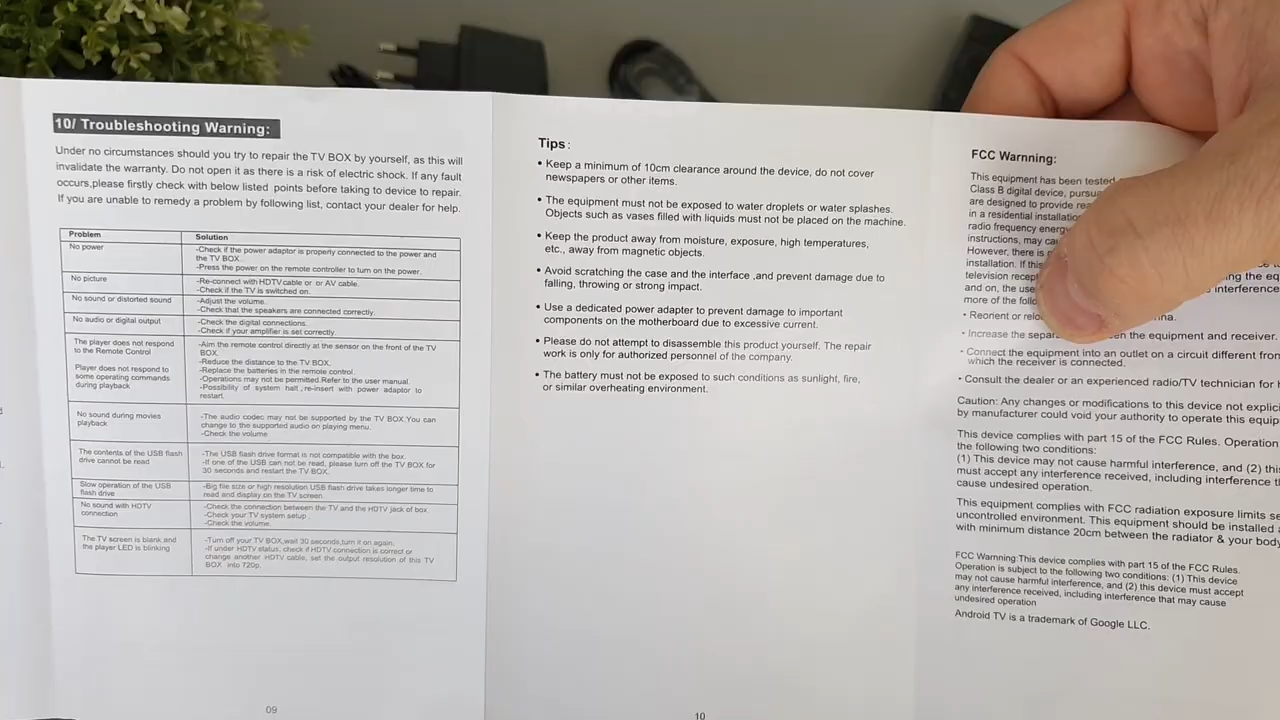 10/ Troubleshooting Warning:
Under no circumstances should you try to repair the TV BOX by yourself, as this will
invalidate the warranty. Do not open it as there is a risk of electric shock. If any fault
occurs,please firstly check with below listed points before taking to device to repair.
If you are unable to remedy a problem by following list, contact your dealer for help.
Problem
Solution
No power
-Check if the power adaptor is properly connected to the power and
the TV BOX.
-Press the power on the remote controller to turn on the power.
No picture
-Re-connect with HDTV cable or or AV cable.
-Check if the TV is switched on.
No sound or distorted sound
-Adjust the volume.
-Check that the speakers are connected correctly.
No audio or digital output
-Check the digital connections.
-Check if your amplifier is set correctly.
The player does not respond
to the Remote Control
Player does not respond to
some operating commands
during playback
-Aim the remote control directly at the sensor on the front of the TV
BOX.
-Reduce the distance to the TV BOX.
-Replace the batteries in the remote control.
-Operations may not be permitted.Refer to the user manual.
-Possibility of system halt , re-insert with power adaptor to
restart.
No sound during movies
playback
-The audio codec may not be supported by the TV BOX.You can
change to the supported audio on playing menu.
-Check the volume
The contents of the USB flash
drive cannot be read
-The USB flash drive format is not compatible with the box.
-If one of the USB can not be read, please turn off the TV BOX for
30 seconds and restart the TV BOX.
Slow operation of the USB
flash drive
-Big file size or high resolution USB flash drive takes longer time to
read and display on the TV screen.
No sound with HDTV
connection
-Check the connection between the TV and the HDTV jack of box.
-Check your TV system setup .
-Check the volume.
The TV screen is blank and
the player LED is blinking
-Turn off your TV BOX,wait 30 seconds,turn it on again.
-If under HDTV status, check if HDTV connection is correct or
change another HDTV cable, set the output resolution of this TV
BOX into 720p.
09
Tips:
• Keep a minimum of 10cm clearance around the device, do not cover
newspapers or other items.
• The equipment must not be exposed to water droplets or water splashes.
Objects such as vases filled with liquids must not be placed on the machine.
• Keep the product away from moisture, exposure, high temperatures,
etc., away from magnetic objects.
• Avoid scratching the case and the interface ,and prevent damage due to
falling, throwing or strong impact.
• Use a dedicated power adapter to prevent damage to important
components on the motherboard due to excessive current.
• Please do not attempt to disassemble this product yourself, The repair
work is only for authorized personnel of the company.
• The battery must not be exposed to such conditions as sunlight, fire,
or similar overheating environment.
10
FCC Warnning:
This equipment has been tested
Class B digital device,
are designed to provide
in a residential
radio frequency
instructions, may
However, there is
installation. If this
television
and on, the
more of the
• Reorient or
• Increase the the equipment and receiver.
• Connect the equipment into an outlet on a circuit different
which the receiver is connected.
• Consult the dealer or an experienced radio/TV technician for
Caution: Any changes or modifications to this device not
by manufacturer could void your authority to operate this
This device complies with part 15 of the FCC Rules. Operation
the following two conditions:
(1) This device may not cause harmful interference, and (2)
must accept any interference received, including interference
cause undesired operation.
This equipment complies with FCC radiation exposure limits
uncontrolled environment. This equipment should be installed
with minimum distance 20cm between the radiator & your body
FCC Warnning:This device complies with part 15 of the FCC Rules.
Operation is subject to the following two conditions: (1) This device
may not cause harmful interference, and (2) this device must accept
any interference received, including interference that may cause
undesired operation
Android TV is a trademark of Google LLC.